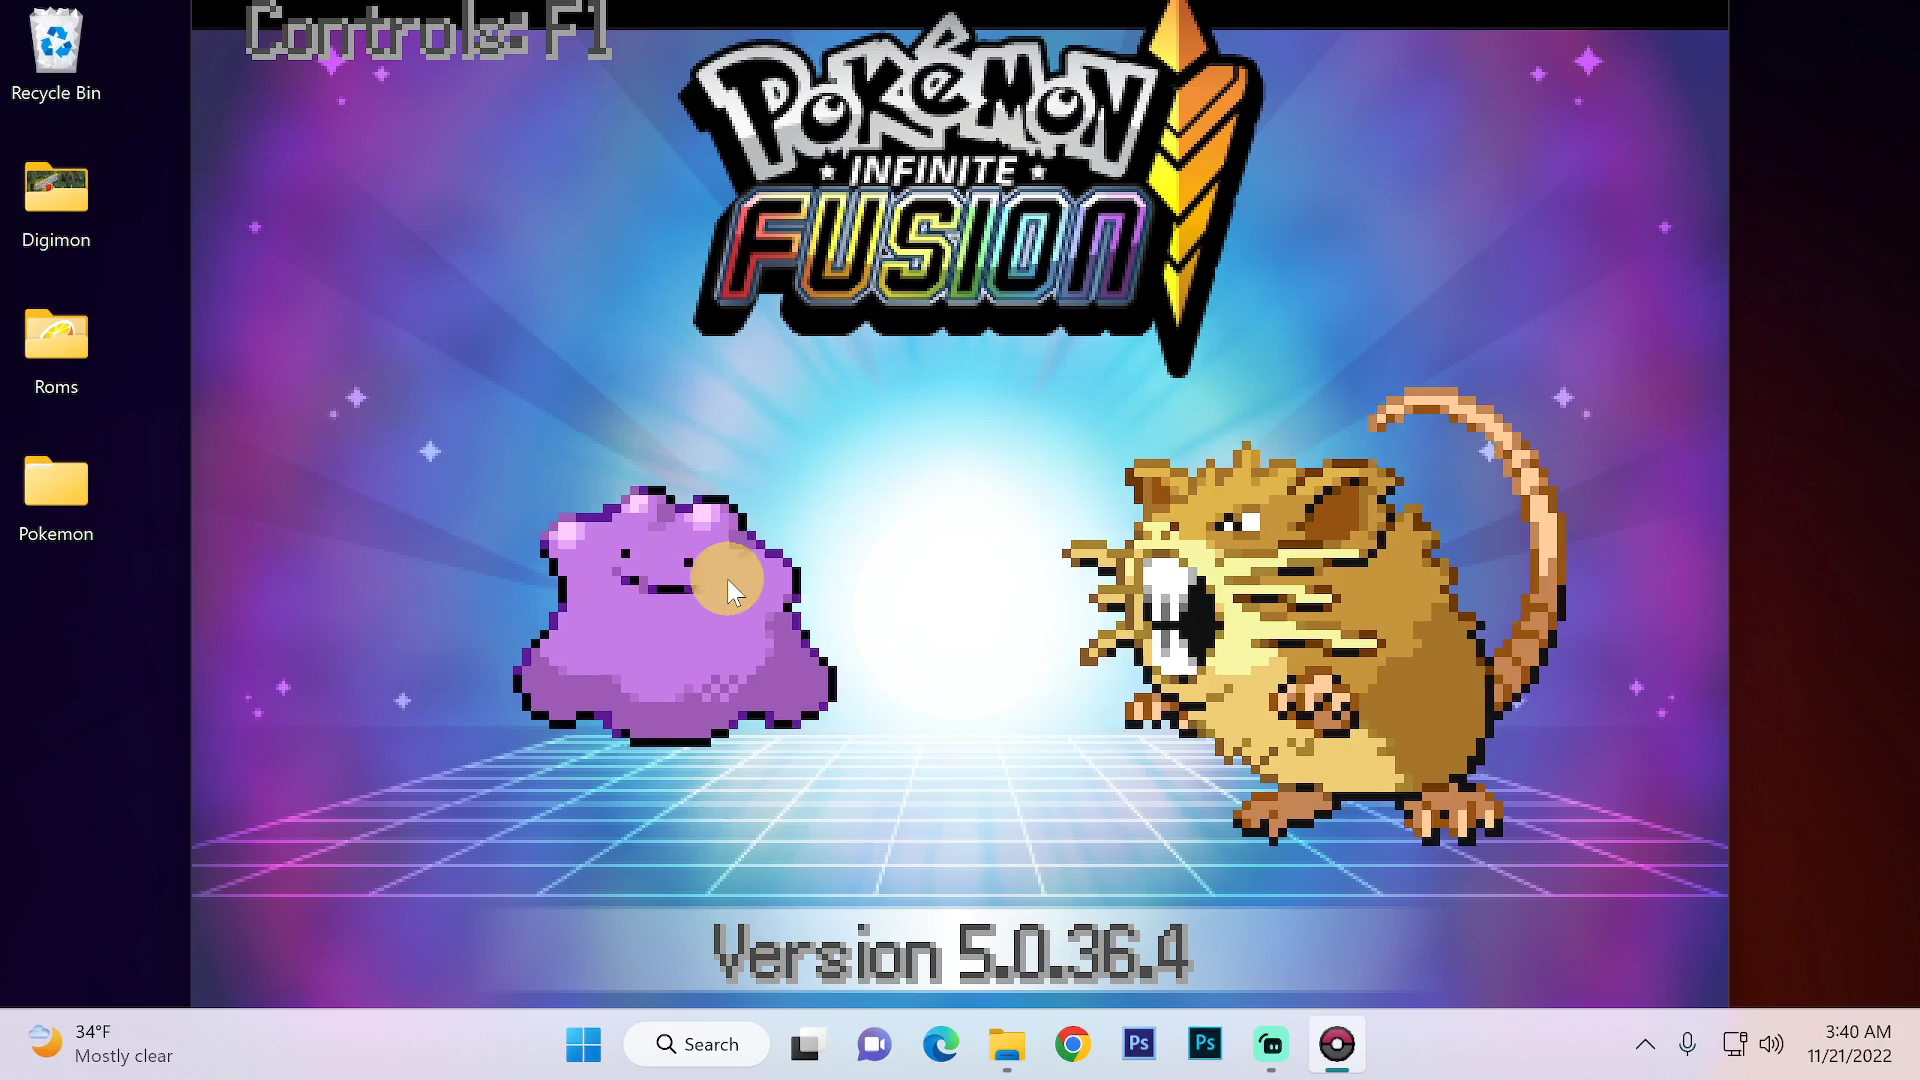 Controls: F1
Recycle Bin
Digimon
Roms
Pokemon
POKéMON
INFINITE
FUSION
Version 5.0.36.4
34°F
Mostly clear
Search
Ps
Ps
3:40 AM
11/21/2022